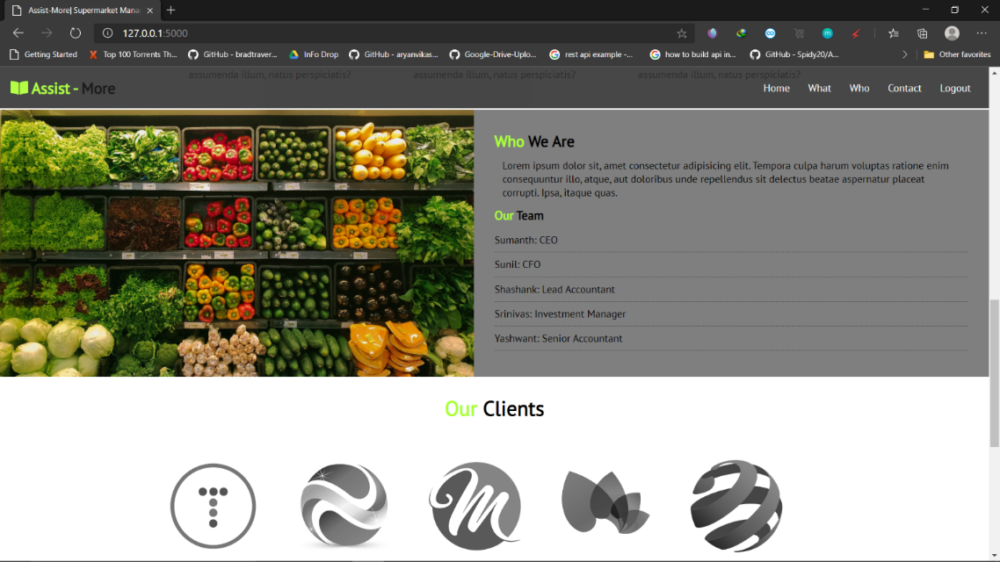 Assist-More| Supermarket Mana
127.0.0.1:5000
Getting Started
Top 100 Torrents Th...
GitHub - bradtraver...
InFo Drop
GitHub - aryanvikas...
Google-Drive-Uplo...
rest api example -...
how to build api in...
GitHub - Spidy20/A...
Other favorites
assumenda illum, natus perspiciatis?
assumenda illum, natus perspiciatis?
assumenda illum, natus perspiciatis?
Assist - More
Home
What
Who
Contact
Logout
Who We Are
Lorem ipsum dolor sit, amet consectetur adipisicing elit. Tempora culpa harum voluptas ratione enim
consequuntur illo, atque, aut doloribus unde repellendus sit delectus beatae aspernatur placeat
corrupti. Ipsa, itaque quas.
Our Team
Sumanth: CEO
Sunil: CFO
Shashank: Lead Accountant
Srinivas: Investment Manager
Yashwant: Senior Accountant
Our Clients
T
M